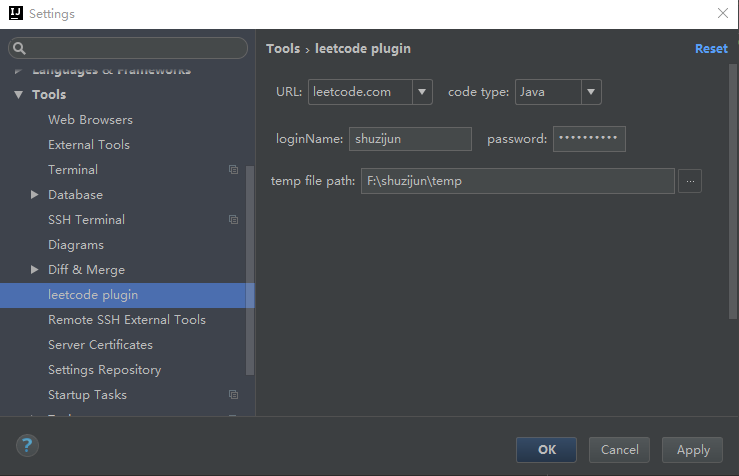 IJ Settings
Languages & Frameworks
Tools
Web Browsers
External Tools
Terminal
Database
SSH Terminal
Diagrams
Diff & Merge
leetcode plugin
Remote SSH External Tools
Server Certificates
Settings Repository
Startup Tasks
Tools › leetcode plugin Reset
URL: leetcode.com code type: Java
loginName: shuzijun password: ••••••••••
temp file path: F:\shuzijun\temp ...
? OK Cancel Apply